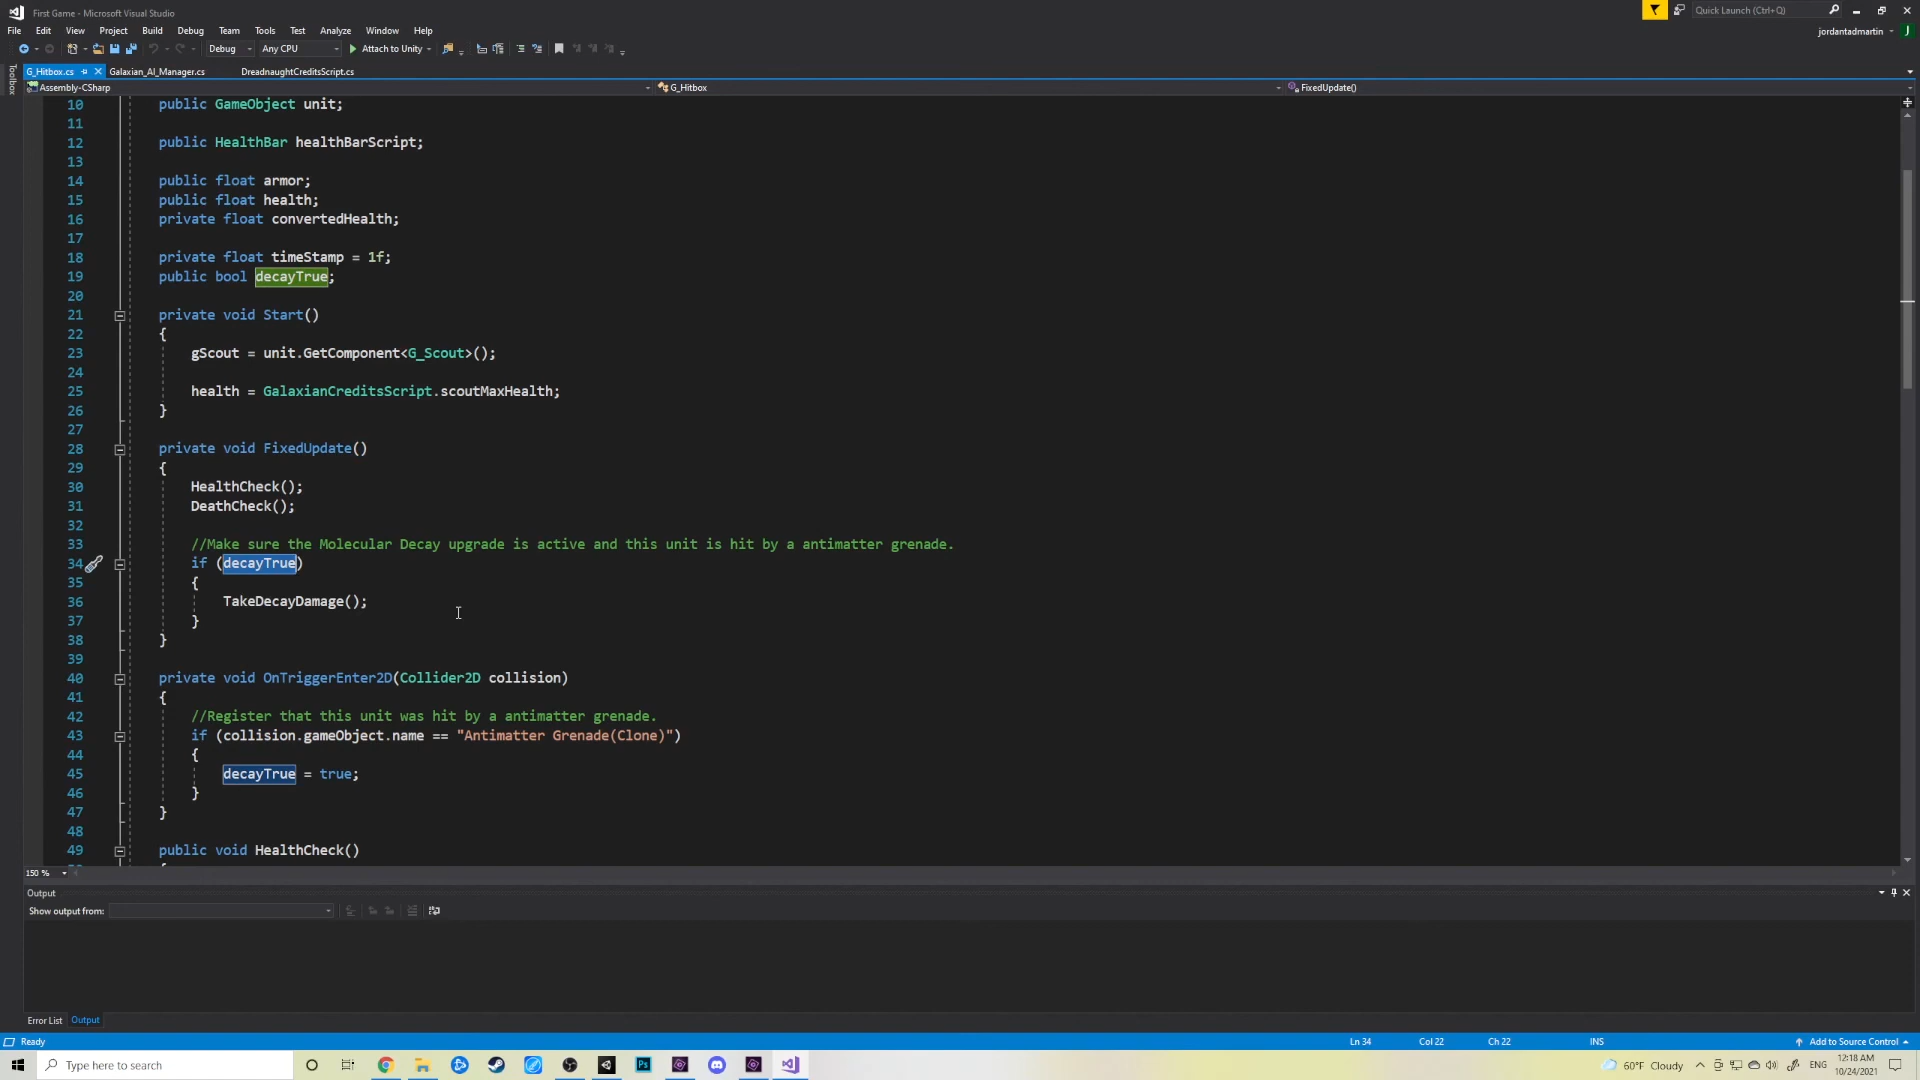 First Game - Microsoft Visual Studio
Quick Launch (Ctrl+Q)
File Edit View Project Build Debug Team Tools Test Analyze Window Help
jordantadmartin J
Debug Any CPU Attach to Unity
Toolbox
G_Hitbox.cs Galaxian_AI_Manager.cs DreadnaughtCreditsScript.cs
Assembly-CSharp G_Hitbox FixedUpdate()
10 public GameObject unit;
11
12 public HealthBar healthBarScript;
13
14 public float armor;
15 public float health;
16 private float convertedHealth;
17
18 private float timeStamp = 1f;
19 public bool decayTrue;
20
21 private void Start()
22 {
23 gScout = unit.GetComponent<G_Scout>();
24
25 health = GalaxianCreditsScript.scoutMaxHealth;
26 }
27
28 private void FixedUpdate()
29 {
30 HealthCheck();
31 DeathCheck();
32
33 //Make sure the Molecular Decay upgrade is active and this unit is hit by a antimatter grenade.
34 if (decayTrue)
35 {
36 TakeDecayDamage();
37 }
38 }
39
40 private void OnTriggerEnter2D(Collider2D collision)
41 {
42 //Register that this unit was hit by a antimatter grenade.
43 if (collision.gameObject.name == "Antimatter Grenade(Clone)")
44 {
45 decayTrue = true;
46 }
47 }
48
49 public void HealthCheck()
150 %
Output
Show output from:
Error List Output
Ready Ln 34 Col 22 Ch 22 INS Add to Source Control
Type here to search
Ps
60°F Cloudy ENG
12:18 AM
10/24/2021